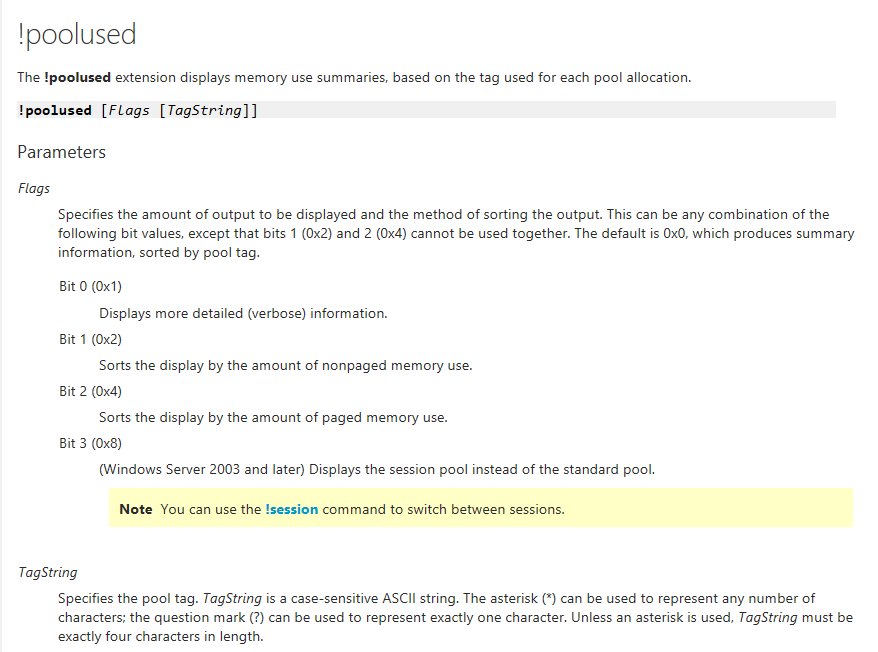 !poolused
The !poolused extension displays memory use summaries, based on the tag used for each pool allocation.
!poolused [Flags [TagString]]
Parameters
Flags
Specifies the amount of output to be displayed and the method of sorting the output. This can be any combination of the
following bit values, except that bits 1 (0x2) and 2 (0x4) cannot be used together. The default is 0x0, which produces summary
information, sorted by pool tag.
Bit 0 (0x1)
Displays more detailed (verbose) information.
Bit 1 (0x2)
Sorts the display by the amount of nonpaged memory use.
Bit 2 (0x4)
Sorts the display by the amount of paged memory use.
Bit 3 (0x8)
(Windows Server 2003 and later) Displays the session pool instead of the standard pool.
Note You can use the !session command to switch between sessions.
TagString
Specifies the pool tag. TagString is a case-sensitive ASCII string. The asterisk (*) can be used to represent any number of
characters; the question mark (?) can be used to represent exactly one character. Unless an asterisk is used, TagString must be
exactly four characters in length.